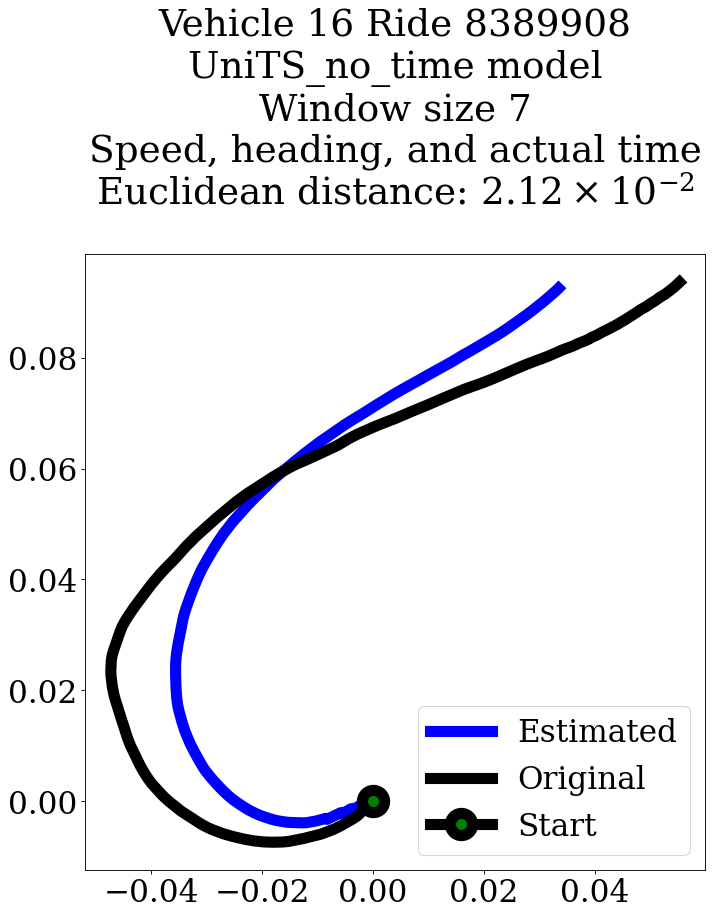 Vehicle 16 Ride 8389908
UniTS_no_time model
Window size 7
Speed, heading, and actual time
Euclidean distance: 2.12 × 10⁻²
0.08
0.06
0.04
0.02
0.00
Estimated
Original
Start
−0.04 −0.02 0.00 0.02 0.04